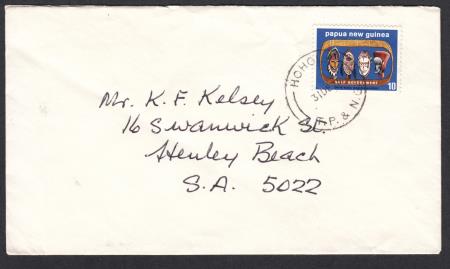 papua new guinea
SELF GOVERNMENT
10
HOHO
T.P. & N.G.
Mr. K. F. Kelsey
16 Swanwick St.
Henley Beach
S.A. 5022